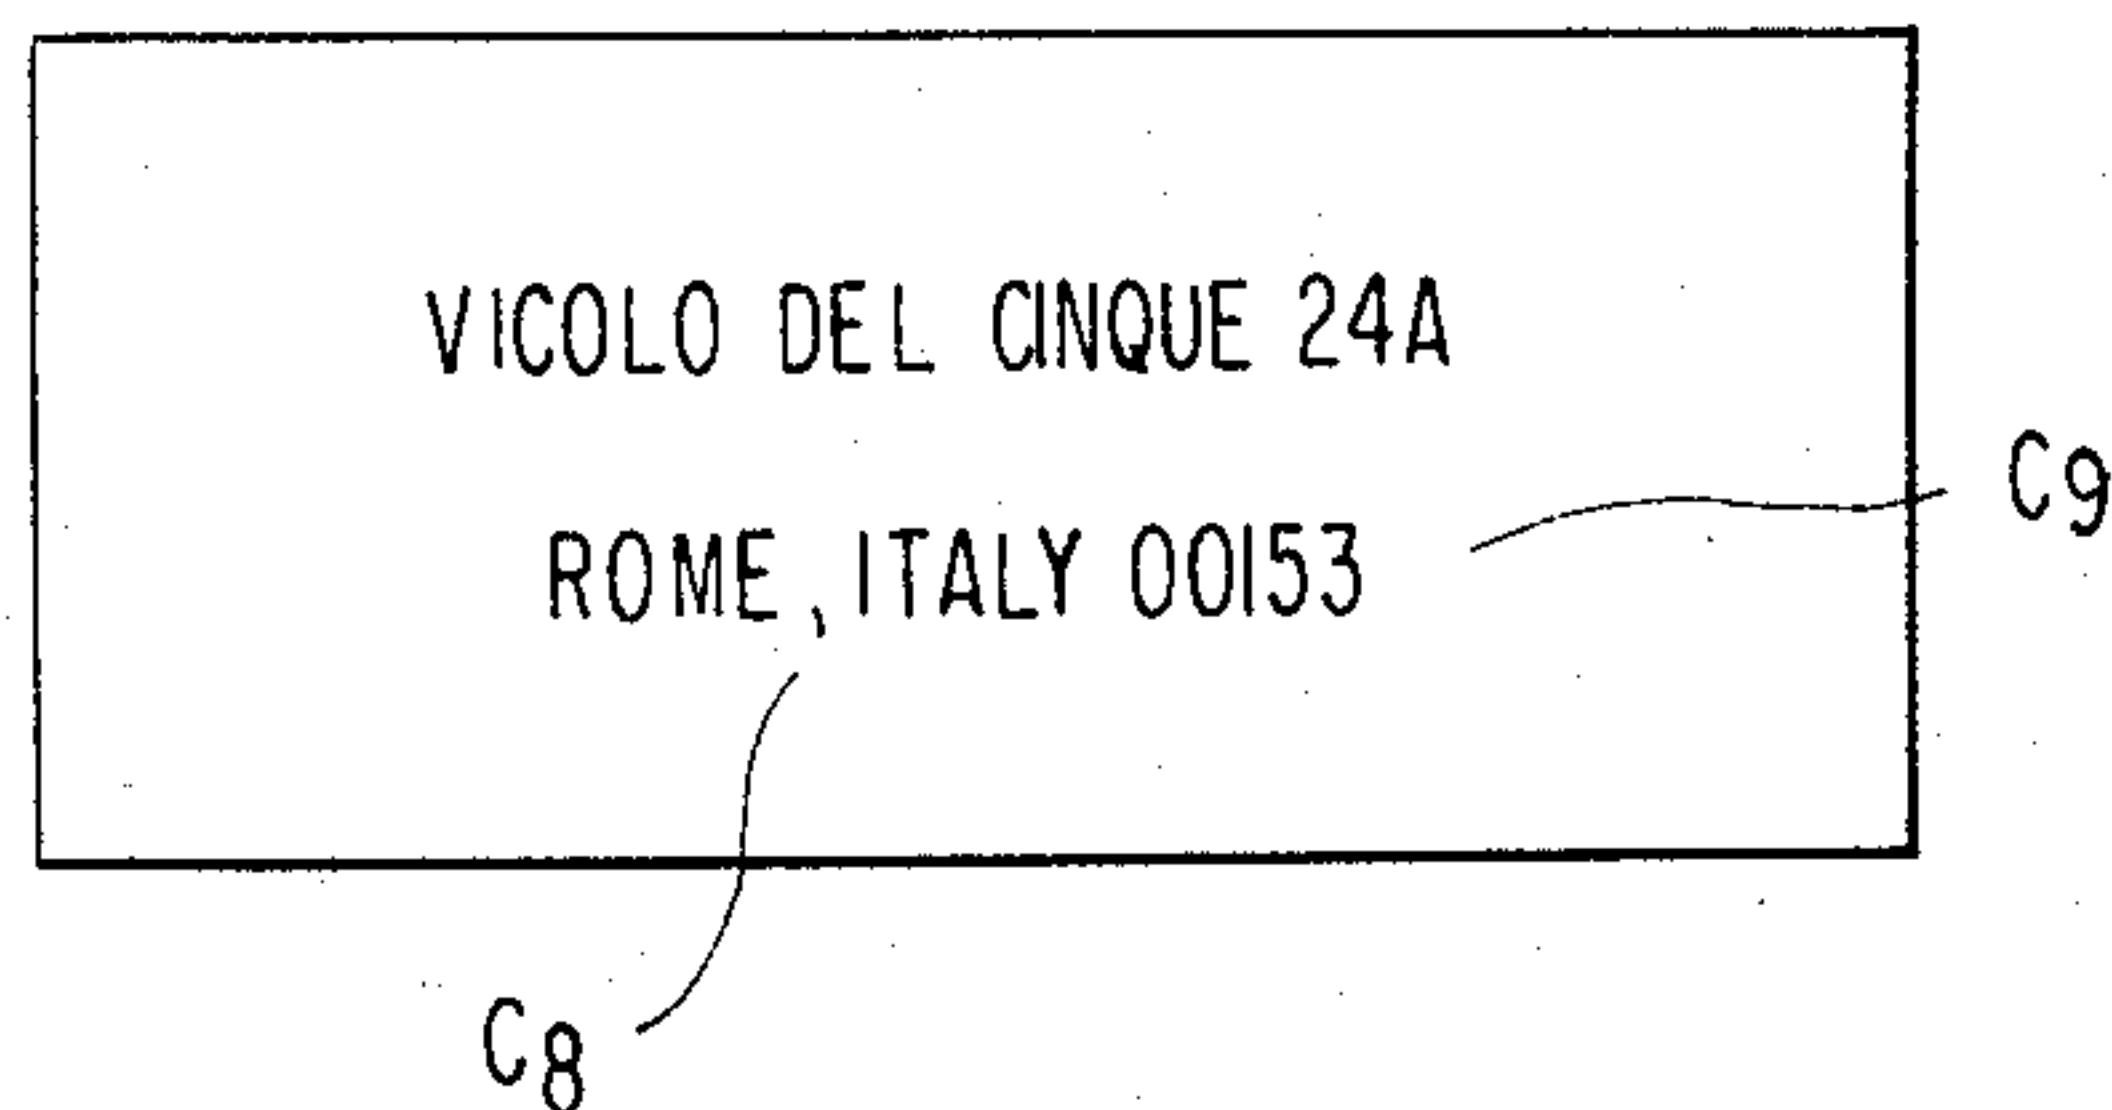 VICOLO DEL CINQUE 24A
ROME, ITALY 00153
C9
C8